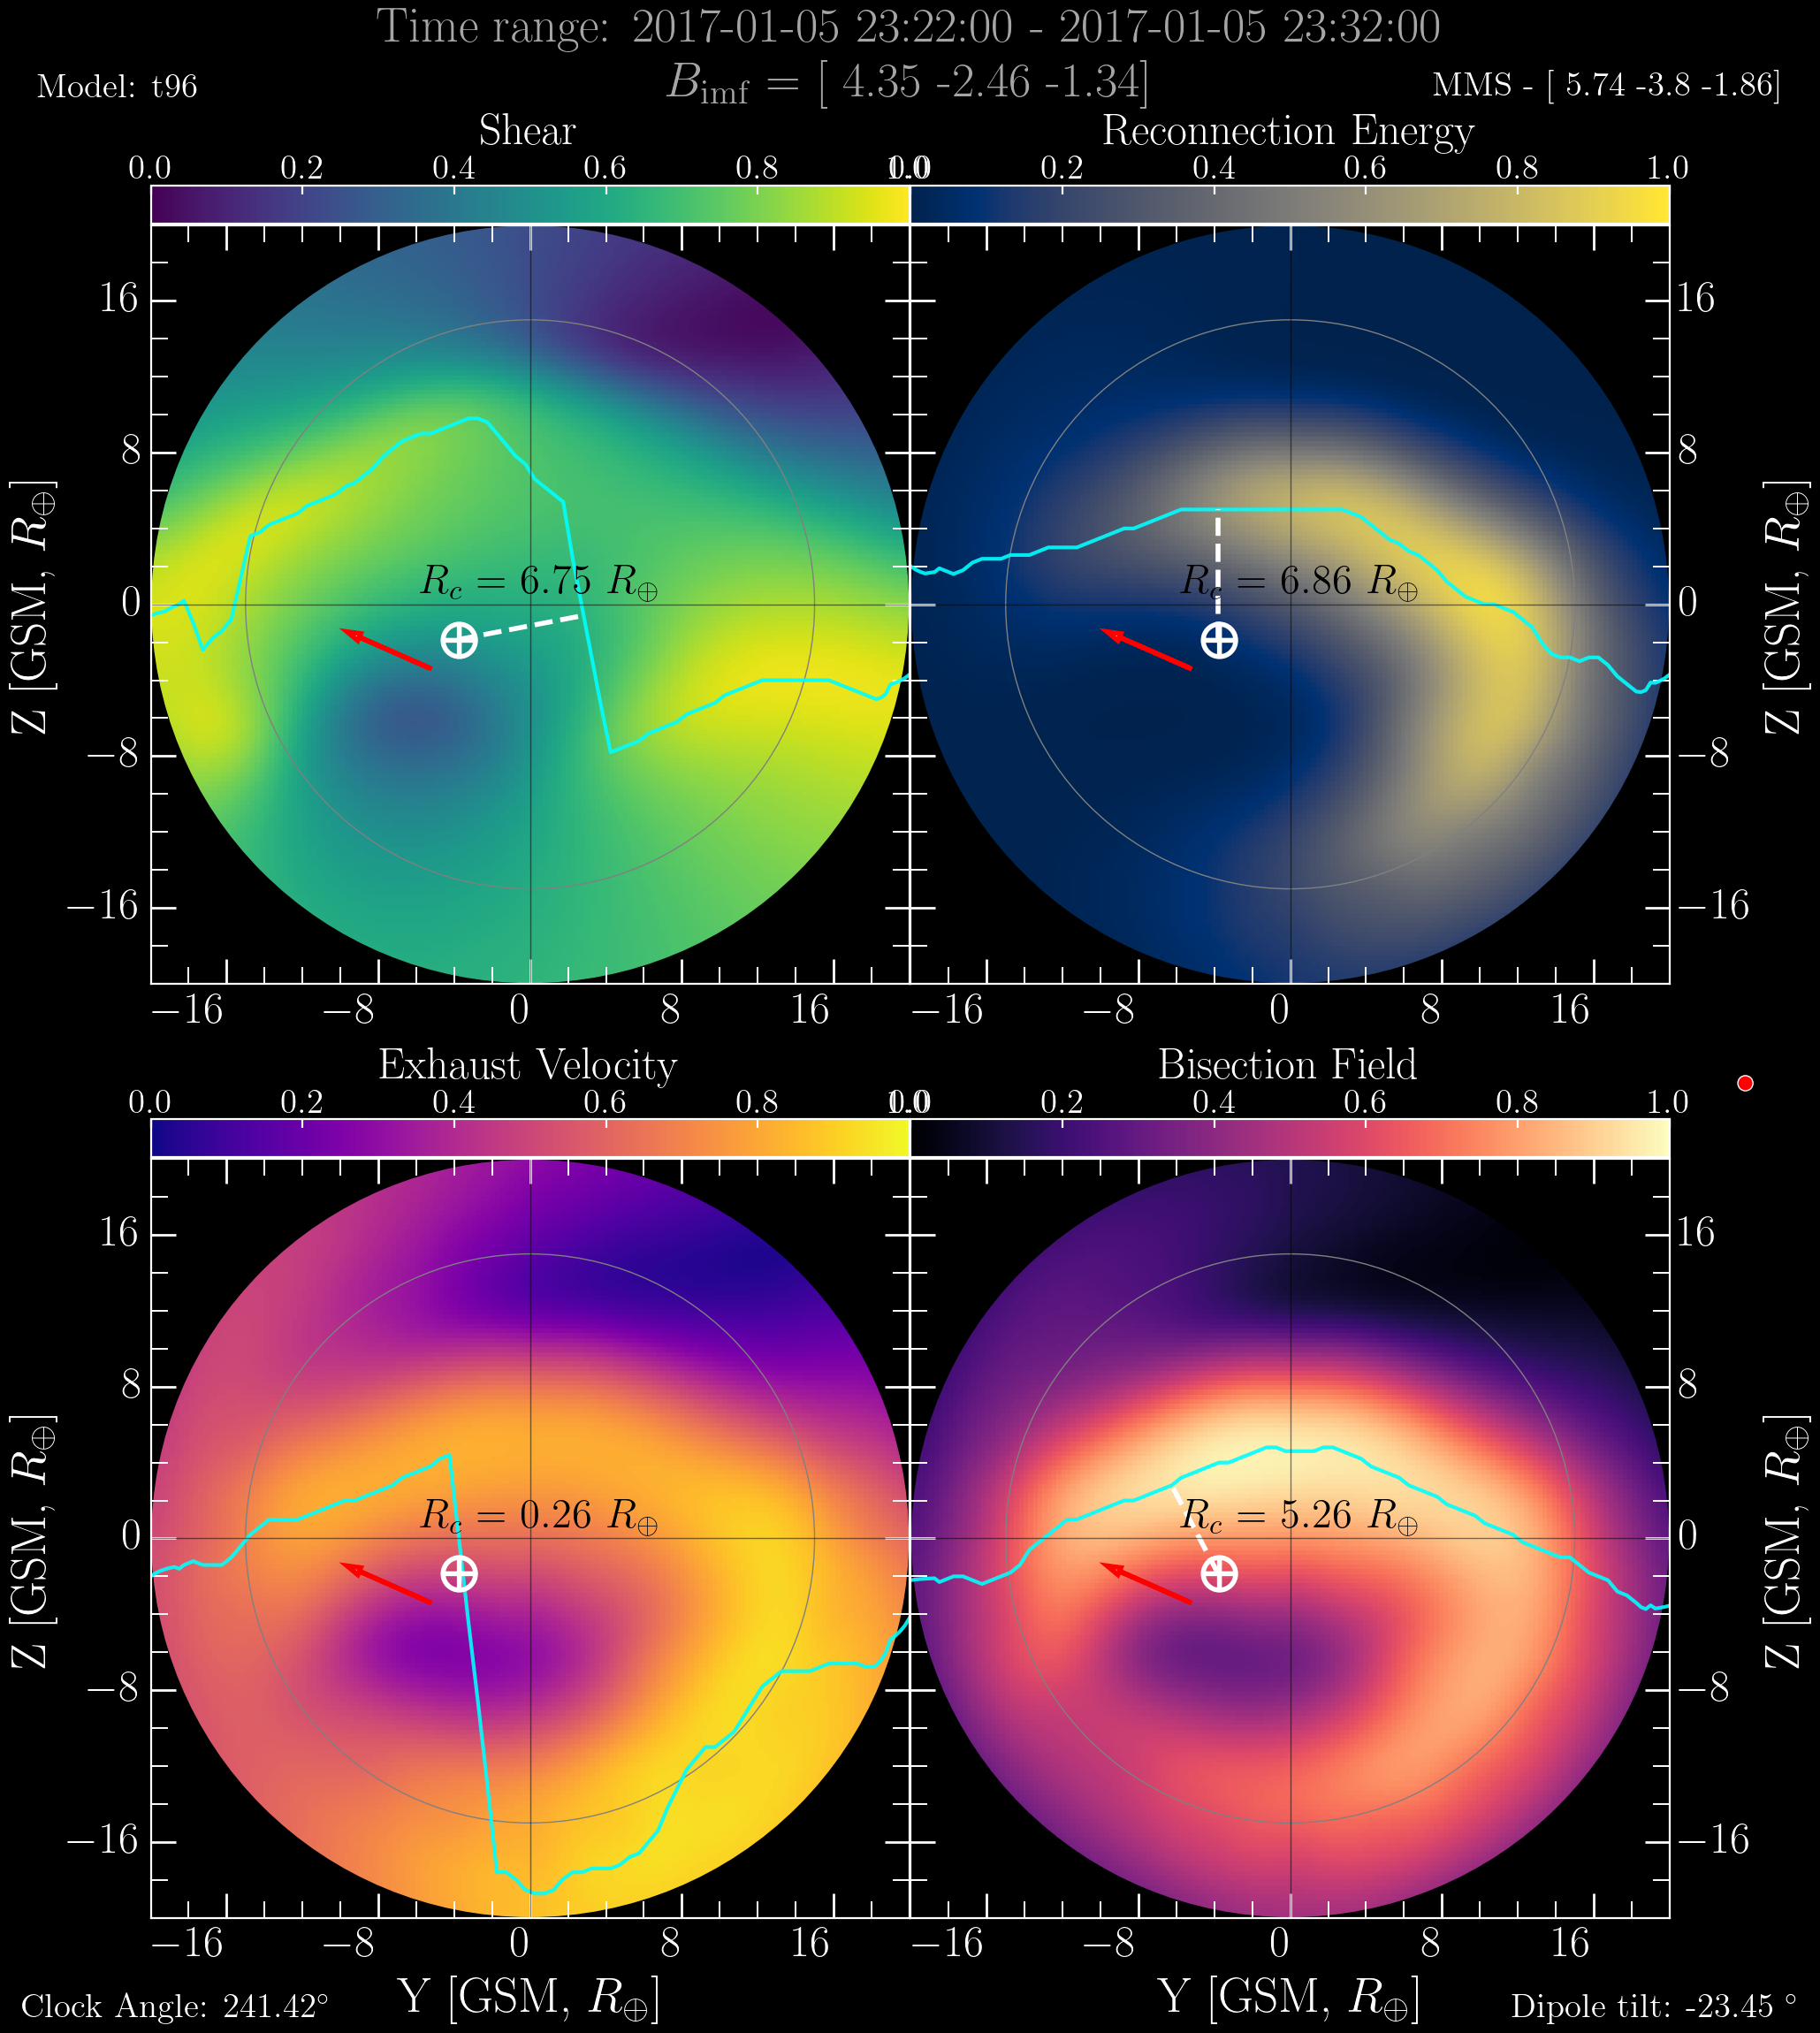 Time range: 2017-01-05 23:22:00 - 2017-01-05 23:32:00
Model: t96
B_imf = [ 4.35 -2.46 -1.34]
MMS - [ 5.74 -3.8 -1.86]
Shear
Reconnection Energy
0.0 0.2 0.4 0.6 0.8 1.0
0.0 0.2 0.4 0.6 0.8 1.0
16
8
0
−8
−16
Z [GSM, R⊕]
R_c = 6.75 R⊕
R_c = 6.86 R⊕
16
8
0
−8
−16
Z [GSM, R⊕]
−16 −8 0 8 16
−16 −8 0 8 16
Exhaust Velocity
Bisection Field
0.0 0.2 0.4 0.6 0.8 1.0
0.0 0.2 0.4 0.6 0.8 1.0
16
8
0
−8
−16
Z [GSM, R⊕]
R_c = 0.26 R⊕
R_c = 5.26 R⊕
16
8
0
−8
−16
Z [GSM, R⊕]
−16 −8 0 8 16
−16 −8 0 8 16
Y [GSM, R⊕]
Y [GSM, R⊕]
Clock Angle: 241.42°
Dipole tilt: -23.45 °